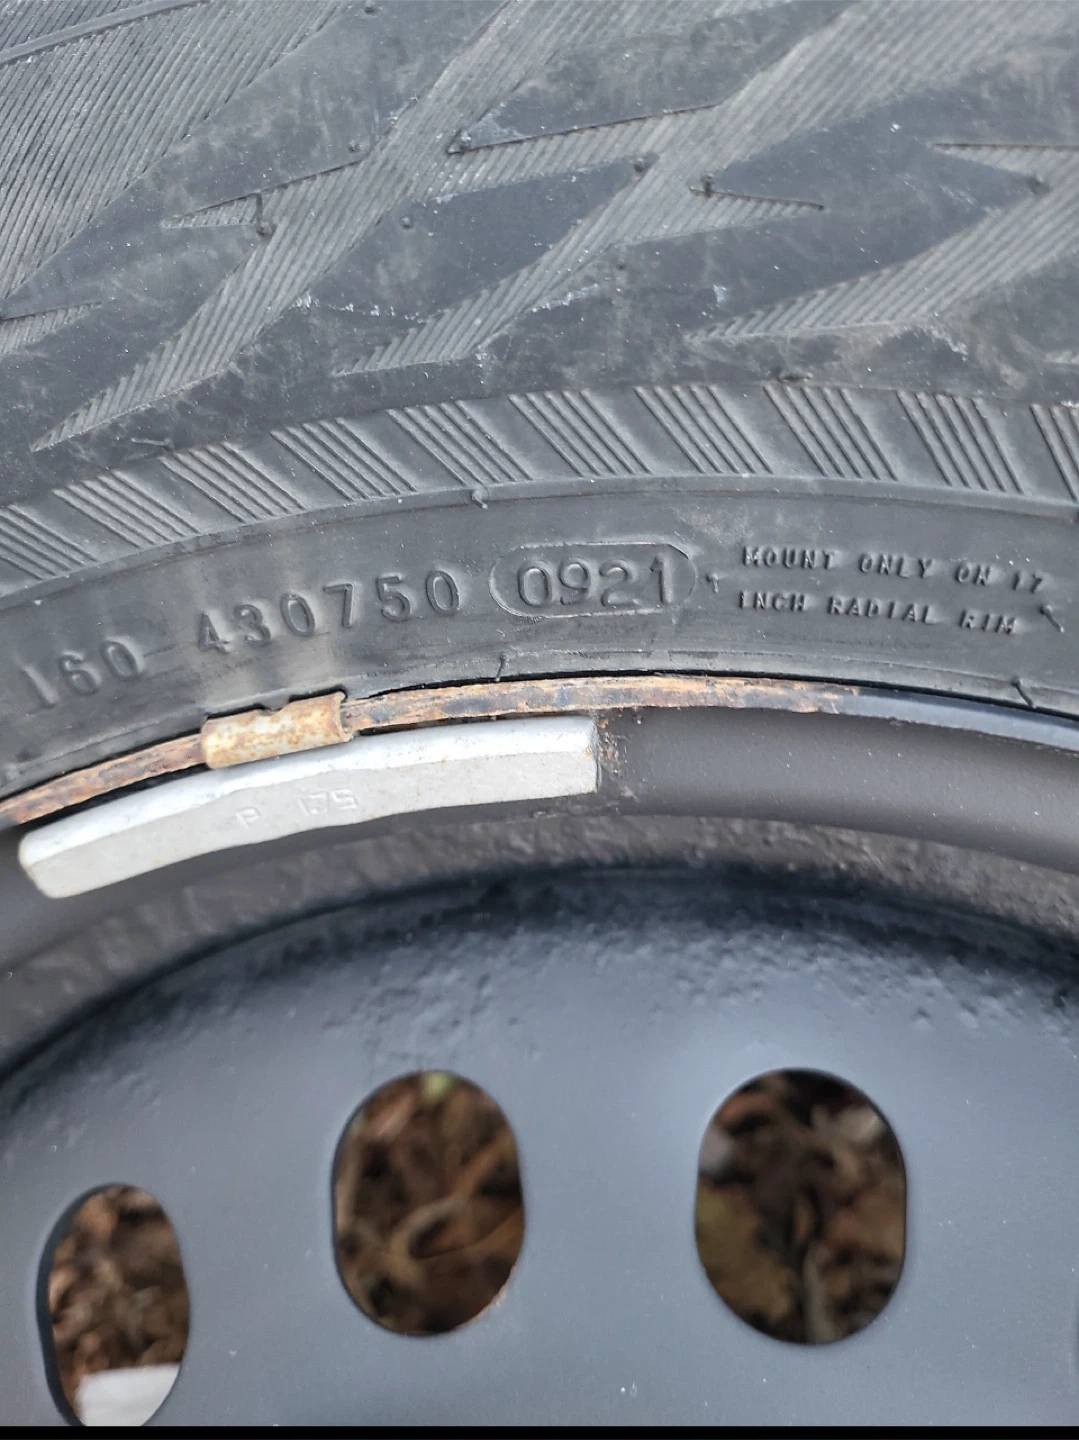 160-430750 0921
MOUNT ONLY ON 17
INCH RADIAL RIM
P 175